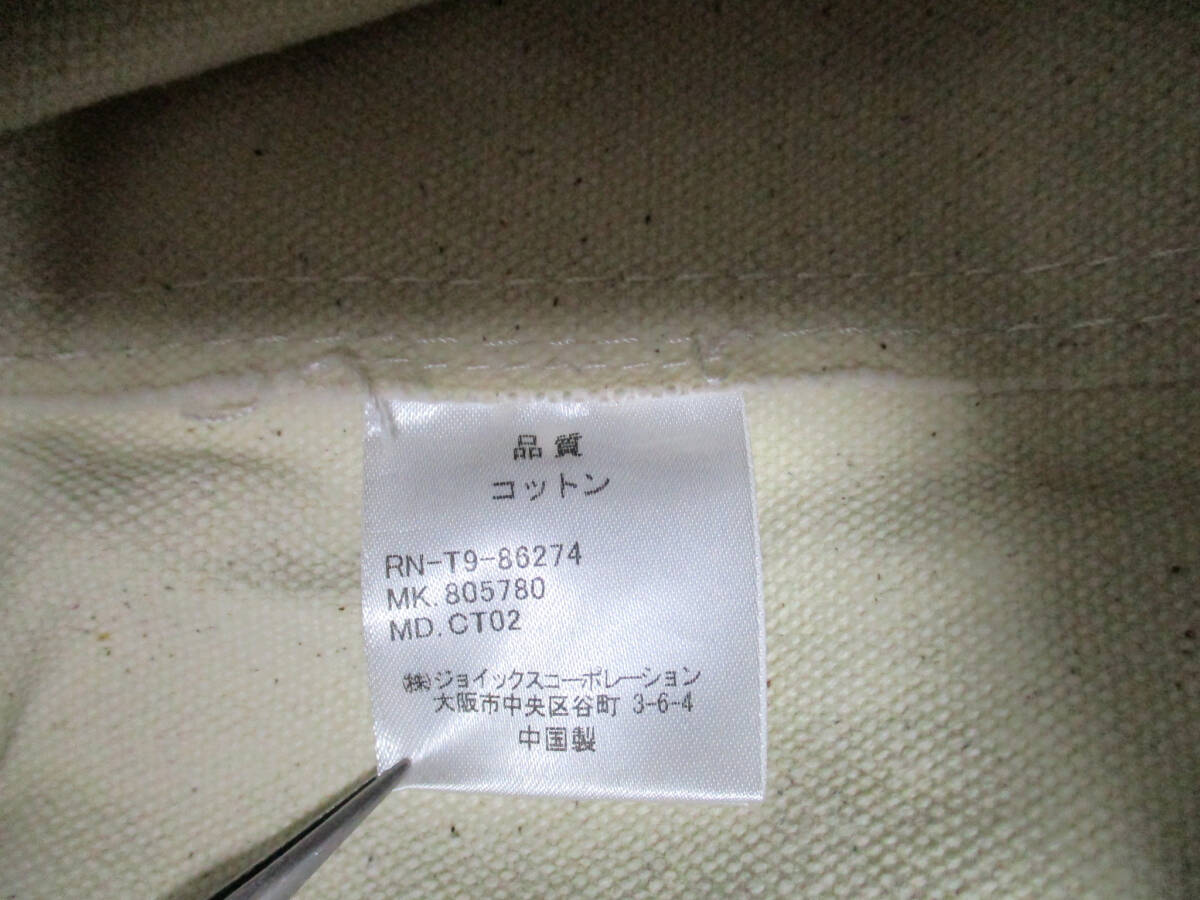 品質
コットン
RN-T9-86274
MK.805780
MD.CT02
㈱ジョイックスコーポレーション
大阪市中央区谷町 3-6-4
中国製